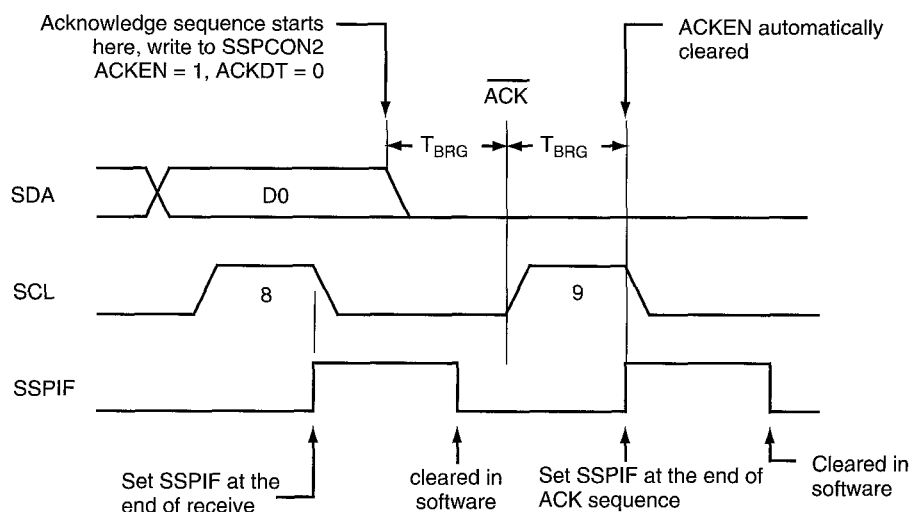 Acknowledge sequence starts
here, write to SSPCON2
ACKEN = 1, ACKDT = 0
ACKEN automatically
cleared
ACK
T_BRG
T_BRG
SDA
D0
SCL
8
9
SSPIF
Set SSPIF at the
end of receive
cleared in
software
Set SSPIF at the end of
ACK sequence
Cleared in
software